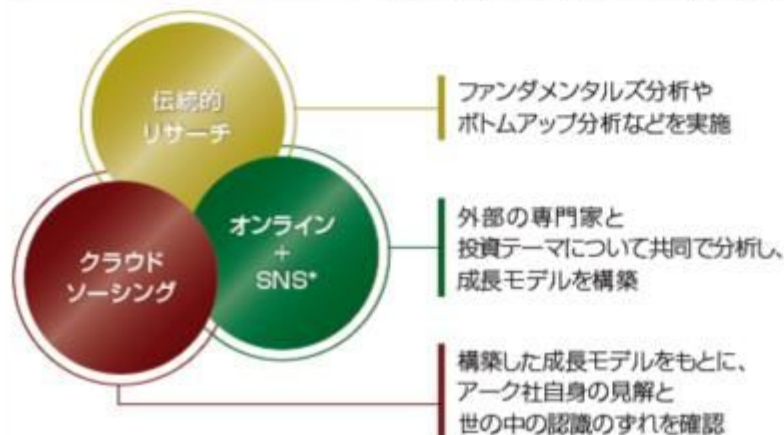 伝統的
リサーチ
ファンダメンタルズ分析や
ボトムアップ分析などを実施
オンライン
+
SNS*
外部の専門家と
投資テーマについて共同で分析し、
成長モデルを構築
クラウド
ソーシング
構築した成長モデルをもとに、
アーク社自身の見解と
世の中の認識のずれを確認